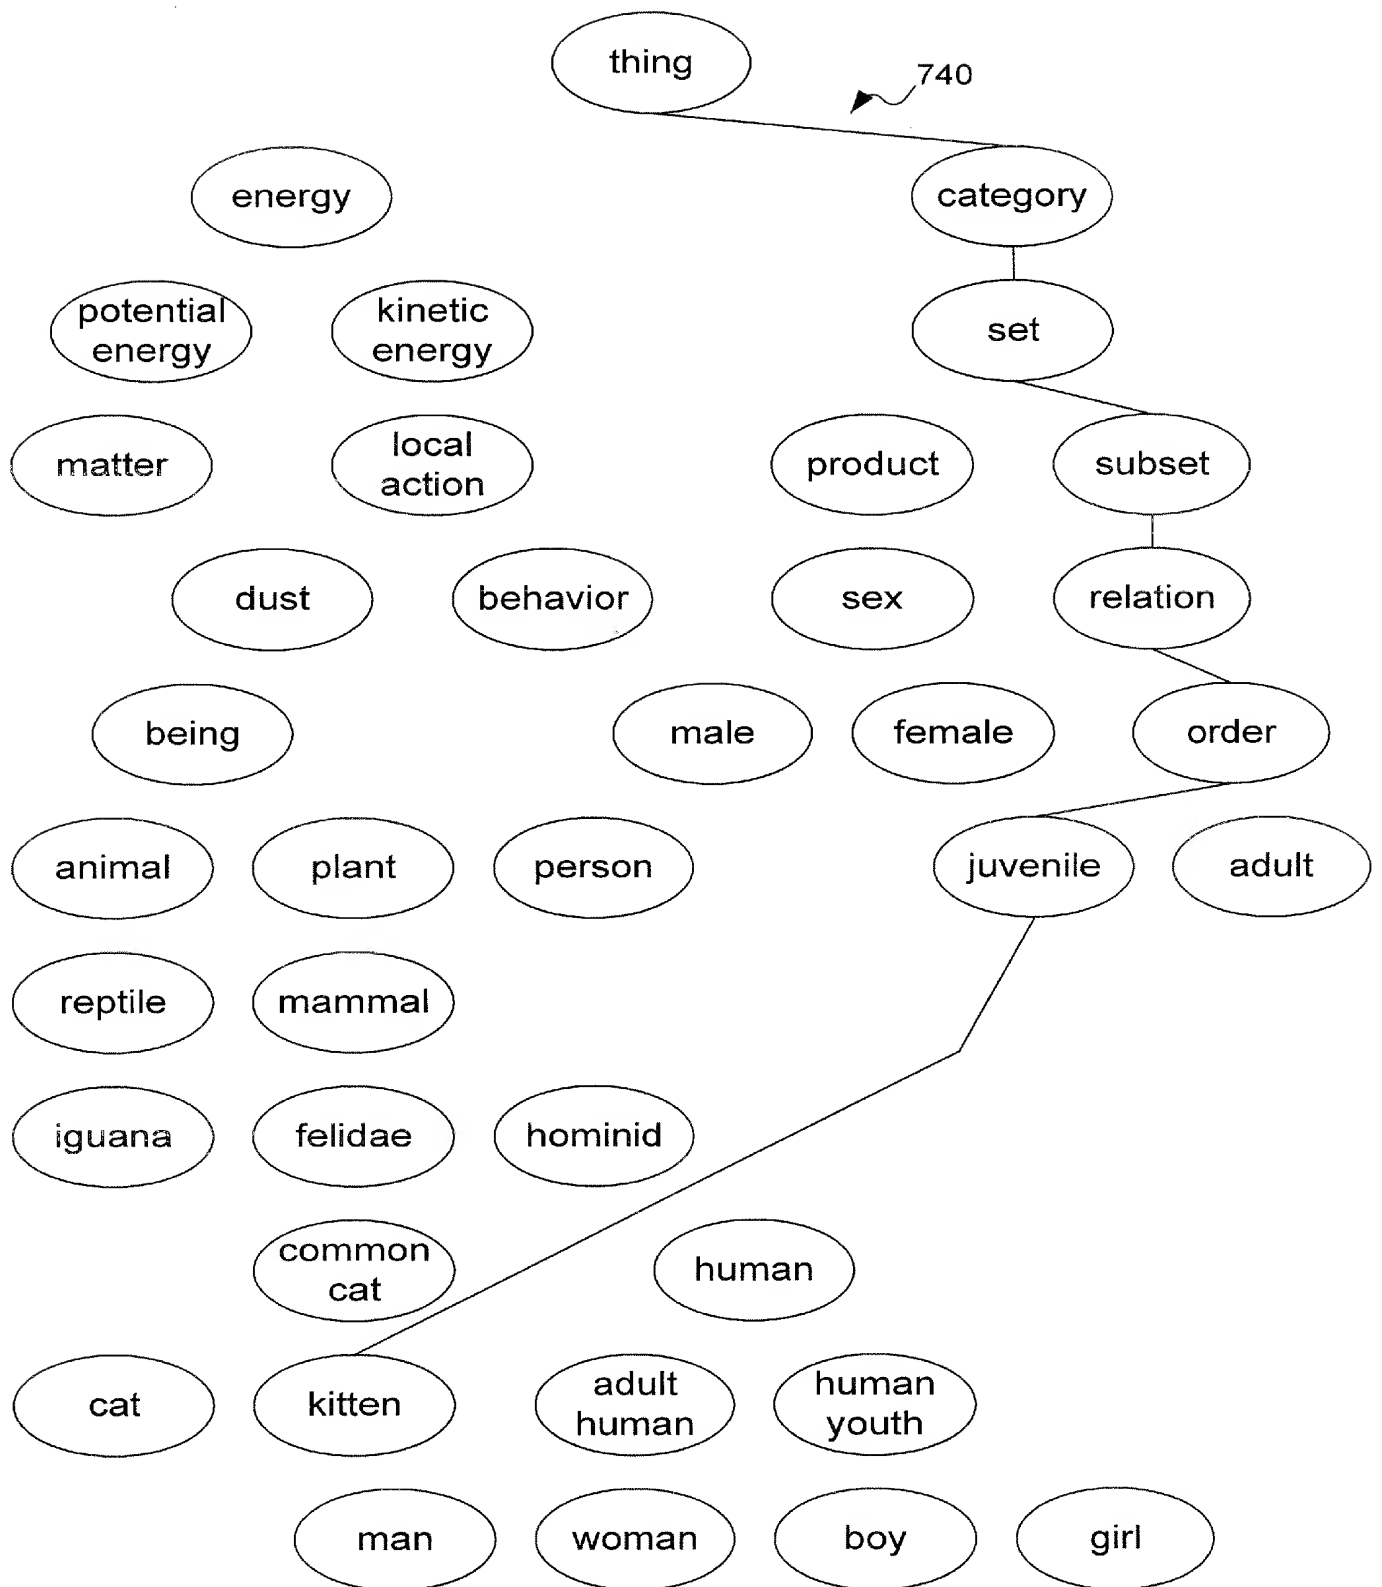 thing
740
energy
category
potential
energy
kinetic
energy
set
matter
local
action
product
subset
dust
behavior
sex
relation
being
male
female
order
animal
plant
person
juvenile
adult
reptile
mammal
iguana
felidae
hominid
common
cat
human
cat
kitten
adult
human
human
youth
man
woman
boy
girl